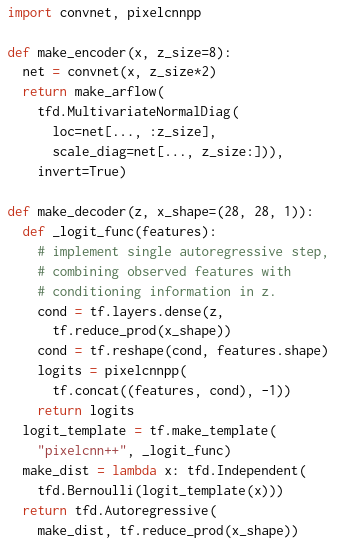 import convnet, pixelcnnpp

def make_encoder(x, z_size=8):
  net = convnet(x, z_size*2)
  return make_arflow(
    tfd.MultivariateNormalDiag(
      loc=net[..., :z_size],
      scale_diag=net[..., z_size:])),
    invert=True)

def make_decoder(z, x_shape=(28, 28, 1)):
  def _logit_func(features):
    # implement single autoregressive step,
    # combining observed features with
    # conditioning information in z.
    cond = tf.layers.dense(z,
      tf.reduce_prod(x_shape))
    cond = tf.reshape(cond, features.shape)
    logits = pixelcnnpp(
      tf.concat((features, cond), -1))
    return logits
  logit_template = tf.make_template(
    "pixelcnn++", _logit_func)
  make_dist = lambda x: tfd.Independent(
    tfd.Bernoulli(logit_template(x)))
  return tfd.Autoregressive(
    make_dist, tf.reduce_prod(x_shape))